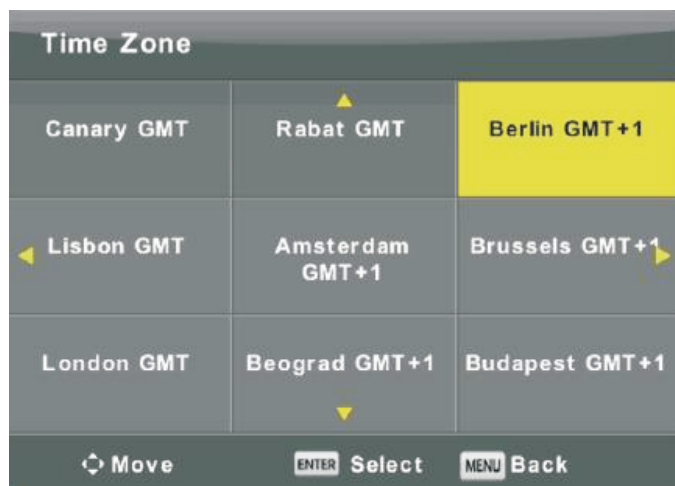 Time Zone
Canary GMT
Rabat GMT
Berlin GMT+1
Lisbon GMT
Amsterdam
GMT+1
Brussels GMT+1
London GMT
Beograd GMT+1
Budapest GMT+1
Move
ENTER Select
MENU Back